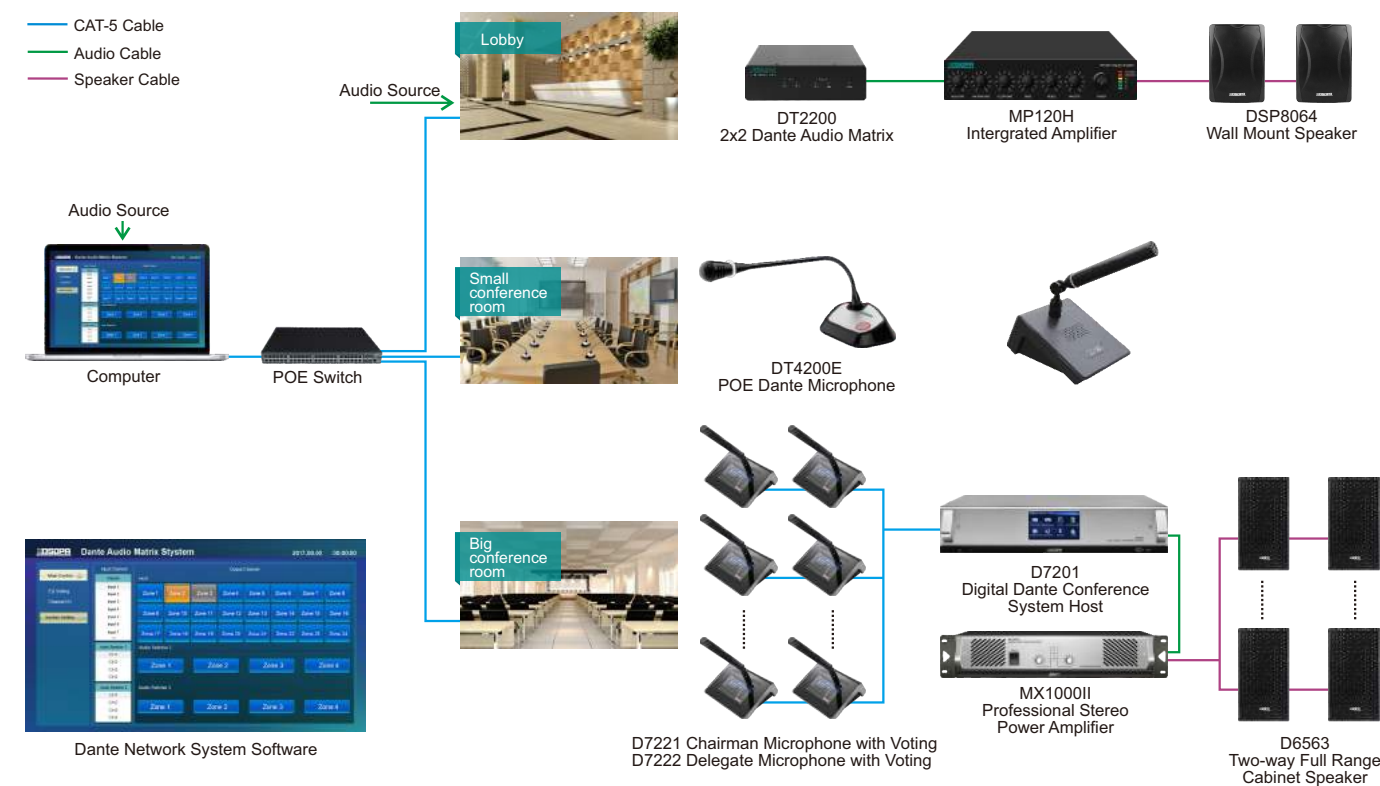 CAT-5 Cable
Audio Cable
Speaker Cable
Audio Source
Lobby
DT2200
2x2 Dante Audio Matrix
MP120H
Intergrated Amplifier
DSP8064
Wall Mount Speaker
Audio Source
Computer
POE Switch
Small
conference
room
DT4200E
POE Dante Microphone
Big
conference
room
D7221 Chairman Microphone with Voting
D7222 Delegate Microphone with Voting
D7201
Digital Dante Conference
System Host
MX1000II
Professional Stereo
Power Amplifier
D6563
Two-way Full Range
Cabinet Speaker
DSPPA Dante Audio Matrix Stystem
Zone 1 Zone 2 Zone 3 Zone 4
Zone 1 Zone 2 Zone 3 Zone 4
Dante Network System Software